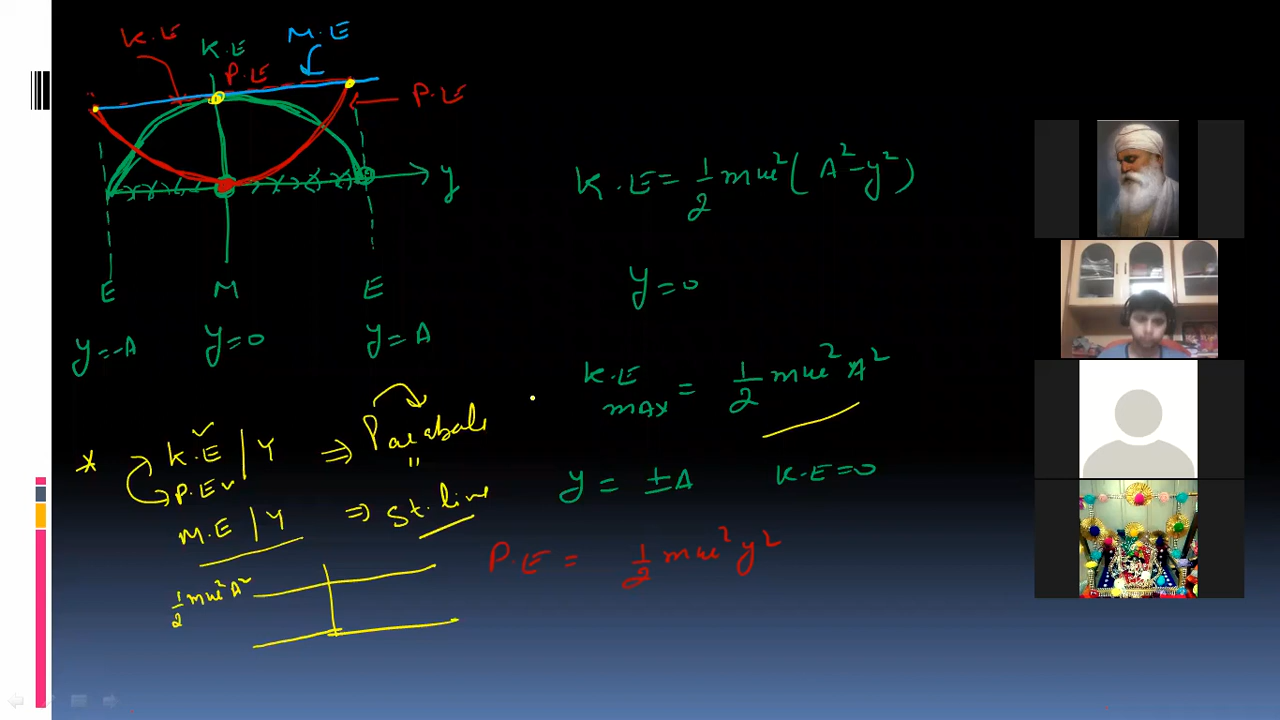 K.E
K.E
M.E
P.E
P.E
y
E M E
y=-A y=0 y=A
K.E = 1/2 mω²(A²-y²)
y=0
K.E MAX = 1/2 mω²A²
y = ±A K.E=0
P.E = 1/2 mω²y²
* K.E | Y ⇒ Parabola
P.E "
M.E | Y ⇒ St. line
1/2 mω²A²